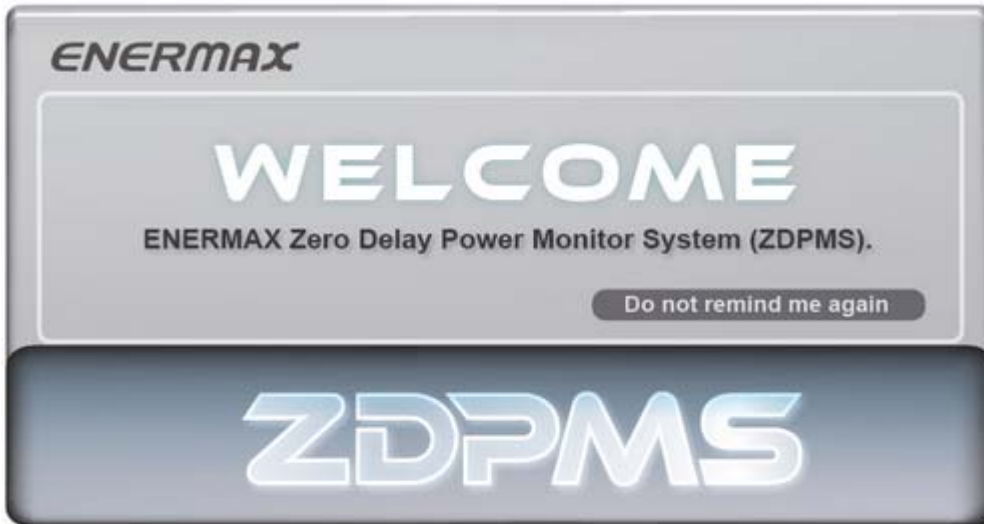 ENERMAX
WELCOME
ENERMAX Zero Delay Power Monitor System (ZDPMS).
Do not remind me again
ZDPMS